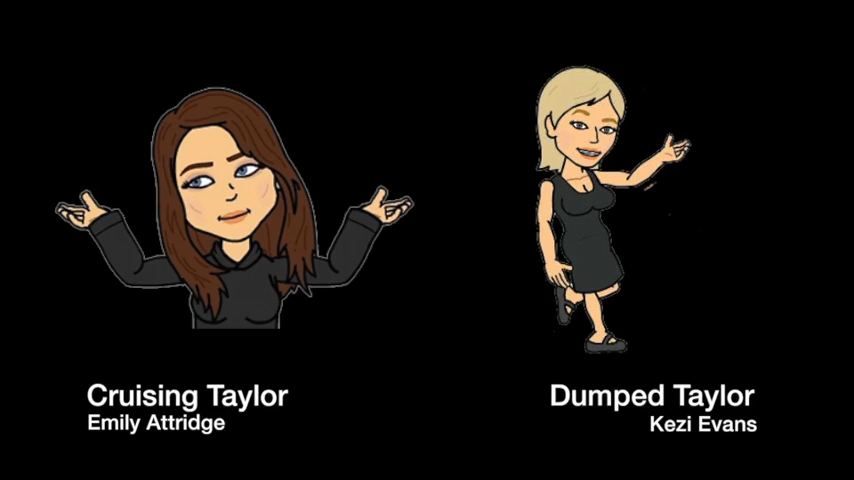 Cruising Taylor
Emily Attridge
Dumped Taylor
Kezi Evans